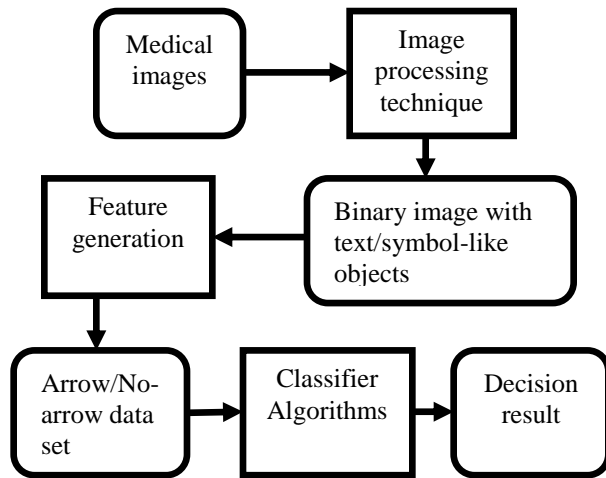 Medical
images
Image
processing
technique
Binary image with
text/symbol-like
objects
Feature
generation
Arrow/No-
arrow data
set
Classifier
Algorithms
Decision
result